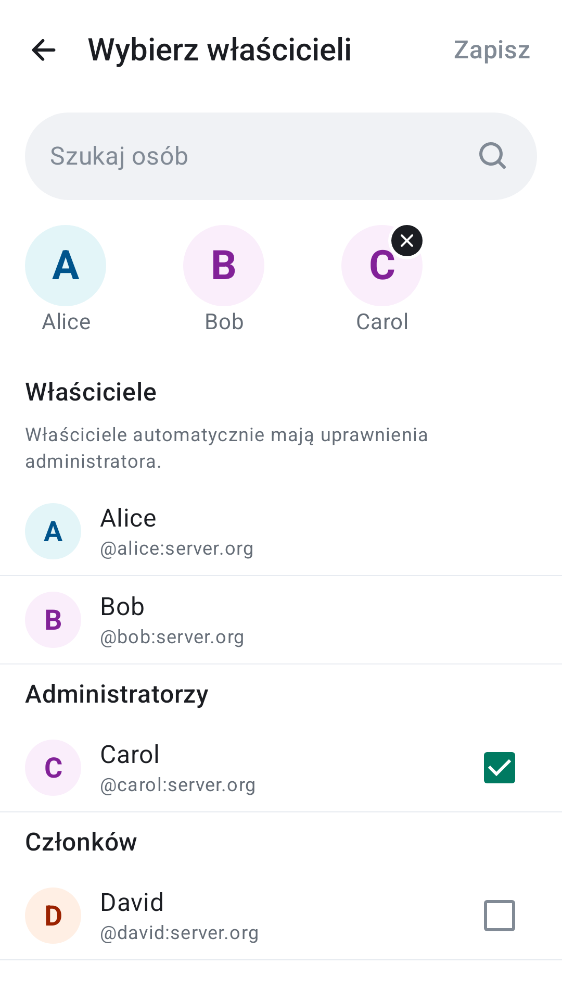 Wybierz właścicieli
Zapisz
Szukaj osób
A
B
C
Alice
Bob
Carol
Właściciele
Właściciele automatycznie mają uprawnienia
administratora.
A
Alice
@alice:server.org
B
Bob
@bob:server.org
Administratorzy
C
Carol
@carol:server.org
Członków
D
David
@david:server.org